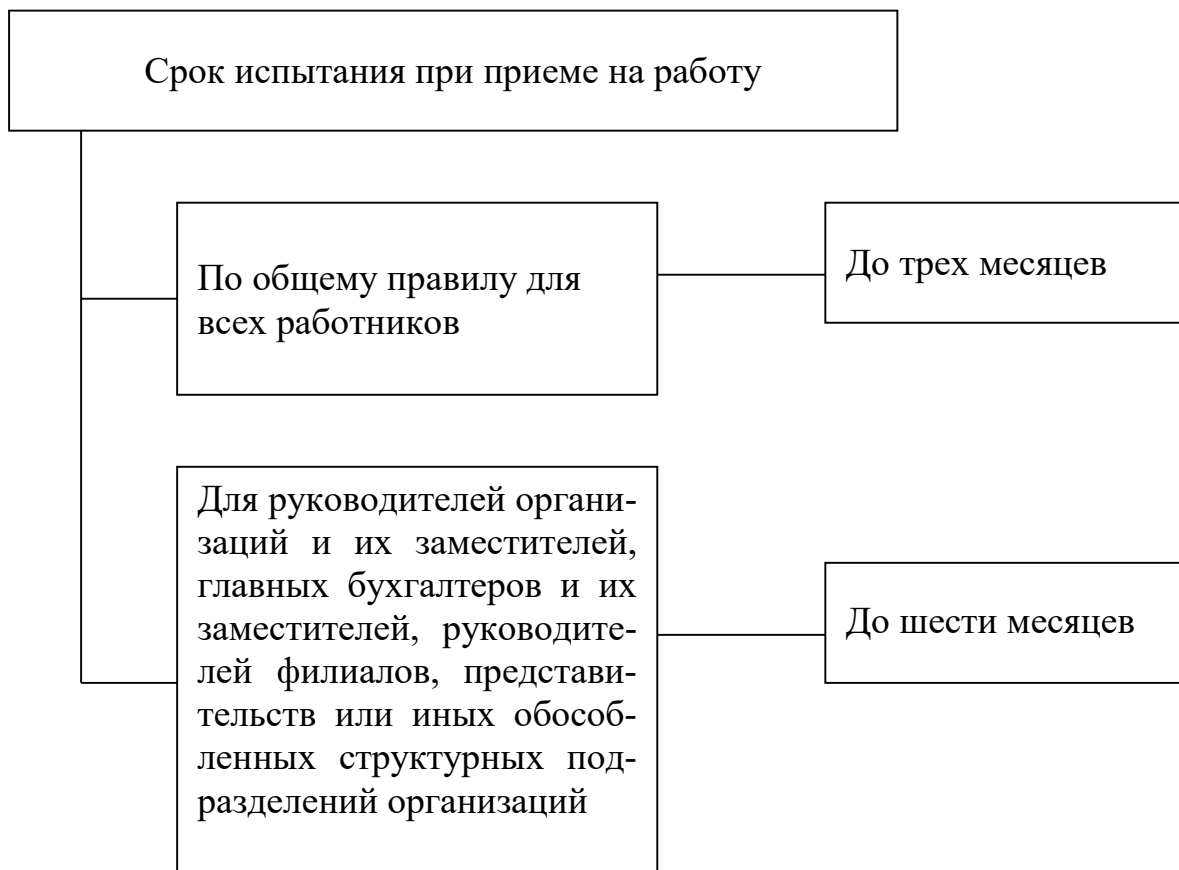 Срок испытания при приеме на работу
По общему правилу для
всех работников
До трех месяцев
Для руководителей органи-
заций и их заместителей,
главных бухгалтеров и их
заместителей, руководите-
лей филиалов, представи-
тельств или иных обособ-
ленных структурных под-
разделений организаций
До шести месяцев